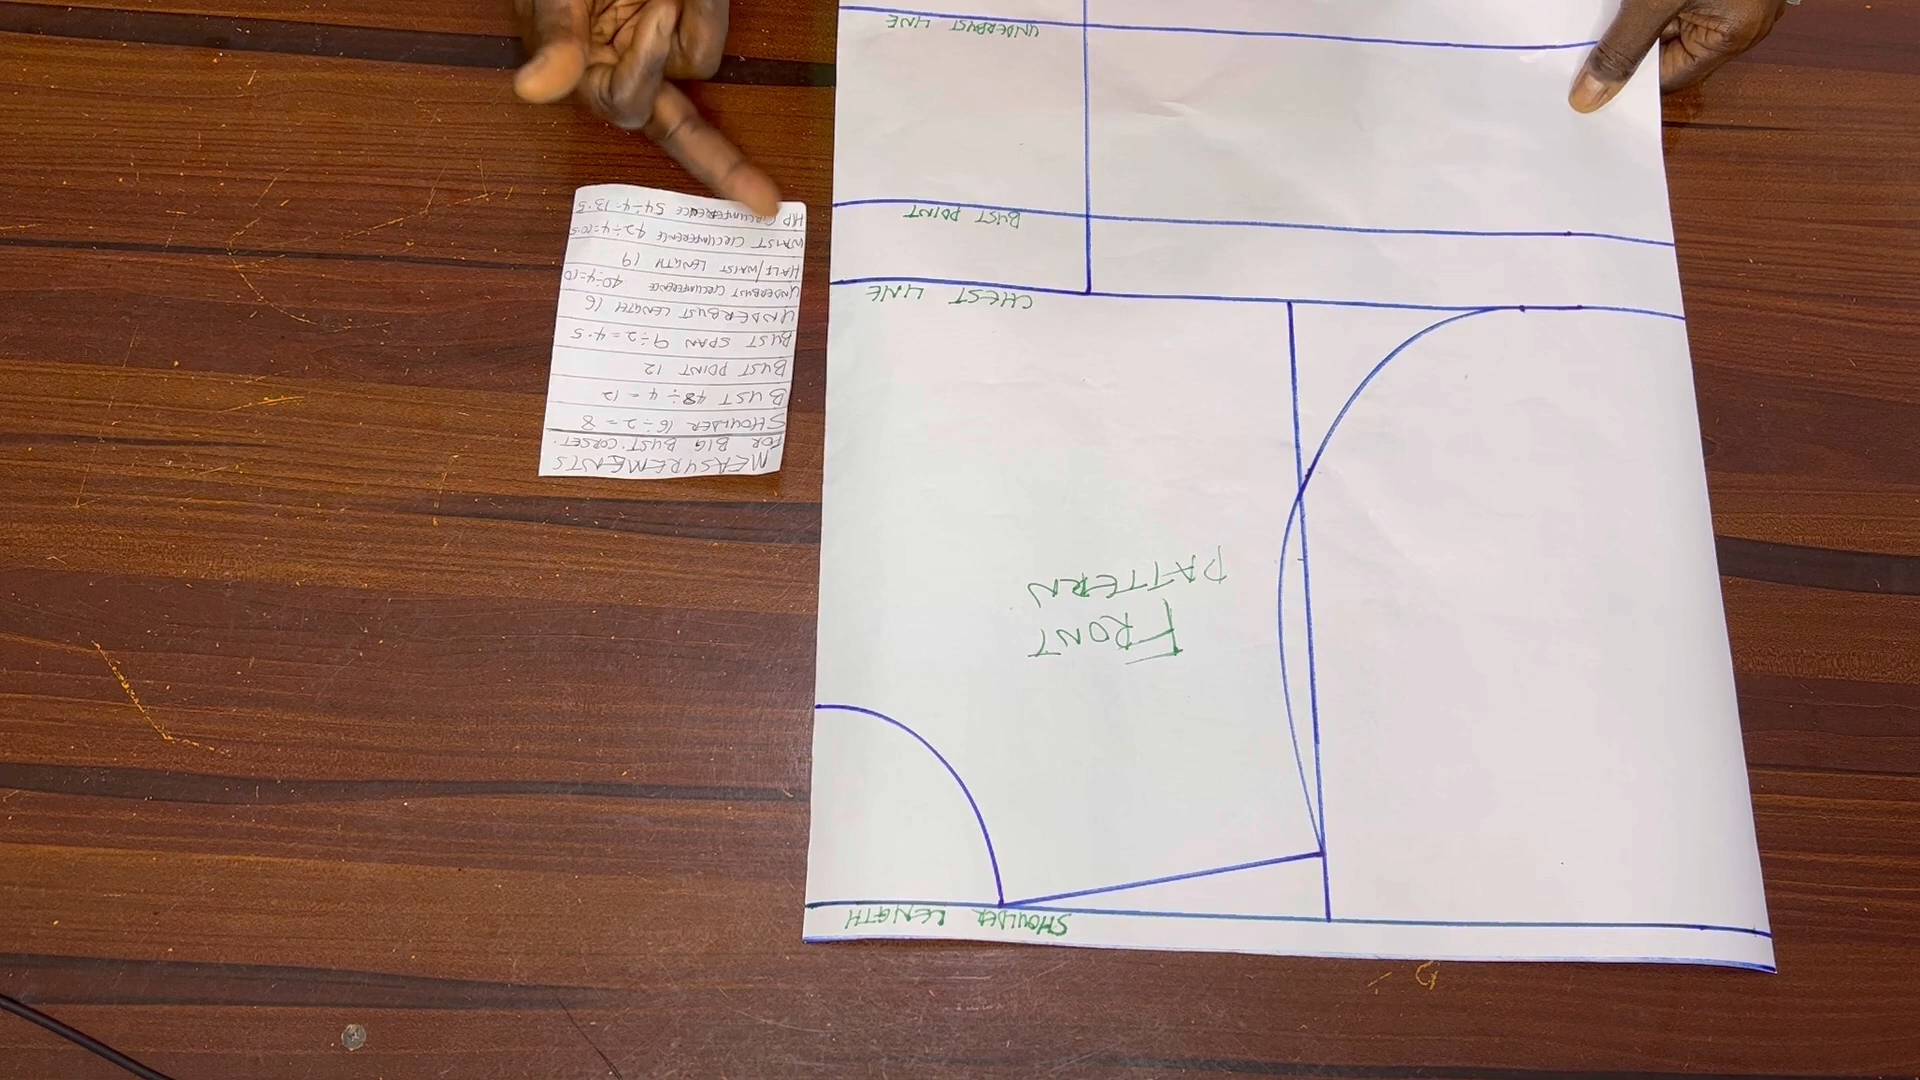 MEASUREMENTS
FOR BIG BUST CORSET.
SHOULDER 16÷2=8
BUST 48÷4=12
BUST POINT 12
BUST SPAN 9÷2=4.5
UNDERBUST LENGTH 16
UNDERBUST CIRCUMFERENCE 40÷4=10
HALF/WAIST LENGTH 19
WAIST CIRCUMFERENCE 42÷4=10.5
HIP CIRCUMFERENCE 54÷4=13.5
SHOULDER LENGTH
FRONT
PATTERN
CHEST LINE
BUST POINT
UNDERBUST LINE